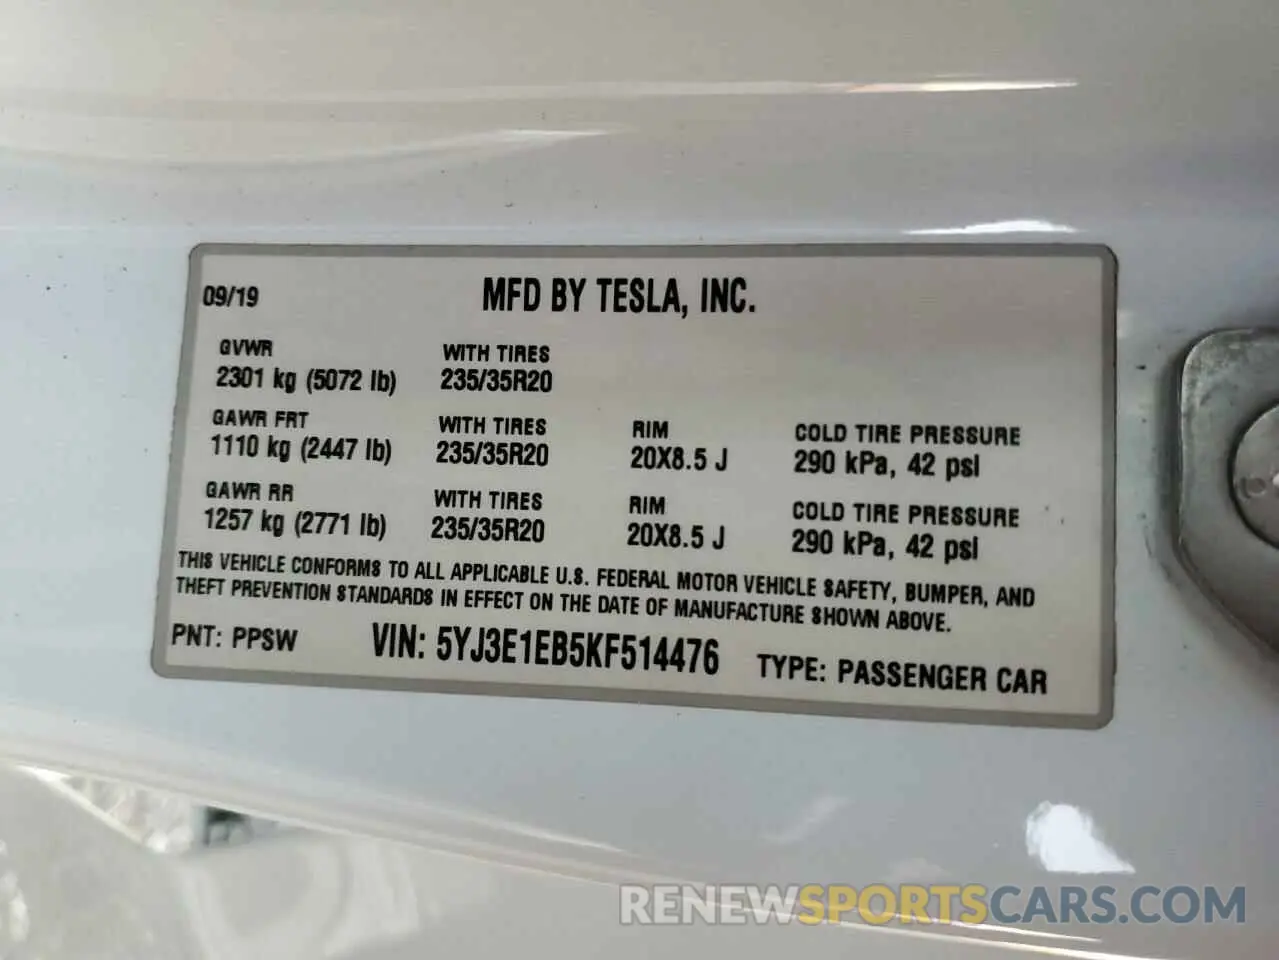 09/19 MFD BY TESLA, INC.
GVWR WITH TIRES
2301 kg (5072 lb) 235/35R20
GAWR FRT WITH TIRES RIM COLD TIRE PRESSURE
1110 kg (2447 lb) 235/35R20 20X8.5 J 290 kPa, 42 psi
GAWR RR WITH TIRES RIM COLD TIRE PRESSURE
1257 kg (2771 lb) 235/35R20 20X8.5 J 290 kPa, 42 psi
THIS VEHICLE CONFORMS TO ALL APPLICABLE U.S. FEDERAL MOTOR VEHICLE SAFETY, BUMPER, AND
THEFT PREVENTION STANDARDS IN EFFECT ON THE DATE OF MANUFACTURE SHOWN ABOVE.
PNT: PPSW VIN: 5YJ3E1EB5KF514476 TYPE: PASSENGER CAR
RENEWSPORTSCARS.COM